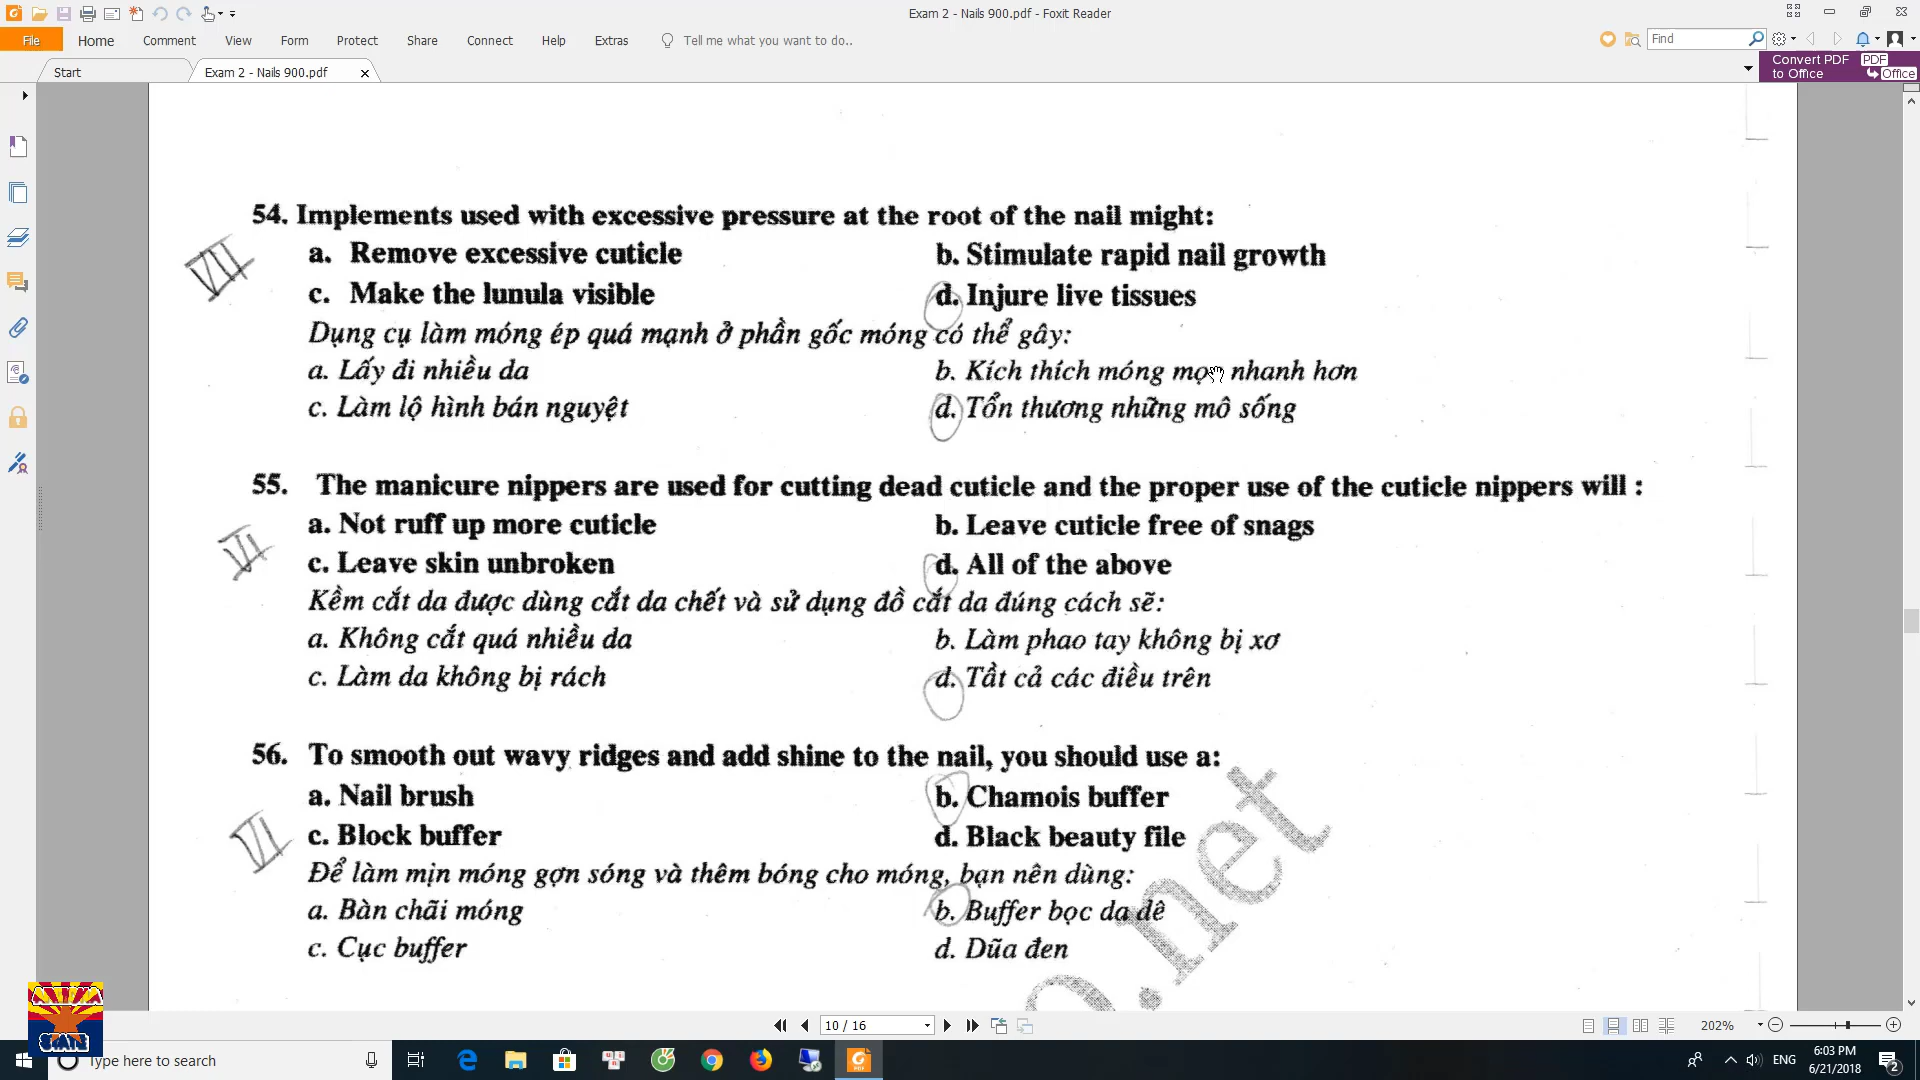 Exam 2 - Nails 900.pdf - Foxit Reader
File Home Comment View Form Protect Share Connect Help Extras Tell me what you want to do.. Find
Start Exam 2 - Nails 900.pdf
Convert PDF to Office PDF Office
54. Implements used with excessive pressure at the root of the nail might:
VII
a. Remove excessive cuticle b. Stimulate rapid nail growth
c. Make the lunula visible d. Injure live tissues
Dụng cụ làm móng ép quá mạnh ở phần gốc móng có thể gây:
a. Lấy đi nhiều da b. Kích thích móng mọc nhanh hơn
c. Làm lộ hình bán nguyệt d. Tổn thương những mô sống
55. The manicure nippers are used for cutting dead cuticle and the proper use of the cuticle nippers will :
VI
a. Not ruff up more cuticle b. Leave cuticle free of snags
c. Leave skin unbroken d. All of the above
Kềm cắt da được dùng cắt da chết và sử dụng đồ cắt da đúng cách sẽ:
a. Không cắt quá nhiều da b. Làm phao tay không bị xơ
c. Làm da không bị rách d. Tất cả các điều trên
56. To smooth out wavy ridges and add shine to the nail, you should use a:
VI
a. Nail brush b. Chamois buffer
c. Block buffer d. Black beauty file
Để làm mịn móng gợn sóng và thêm bóng cho móng, bạn nên dùng:
a. Bàn chãi móng b. Buffer bọc da dê
c. Cục buffer d. Dũa đen
.net
10 / 16
202%
ARIZONA
STATE
Type here to search
ENG
6:03 PM
6/21/2018
2